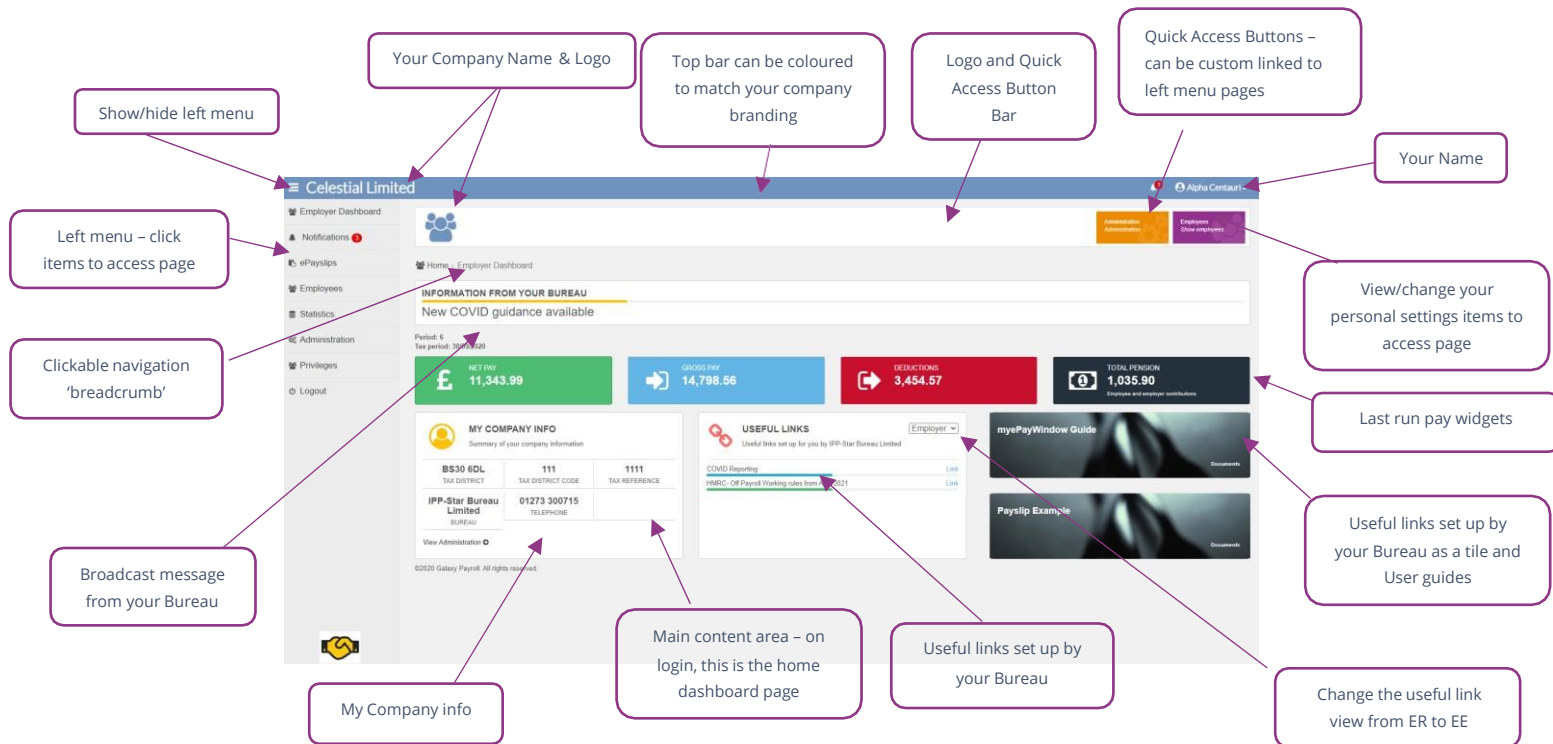 Your Company Name & Logo
Top bar can be coloured
to match your company
branding
Logo and Quick
Access Button
Bar
Quick Access Buttons –
can be custom linked to
left menu pages
Show/hide left menu
Your Name
Celestial Limited
Alpha Centauri
Left menu – click
items to access page
Employer Dashboard
Notifications 3
ePayslips
Employees
Statistics
Administration
Privileges
Logout
Administration
Administration
Employees
Show employees
Home - Employer Dashboard
INFORMATION FROM YOUR BUREAU
New COVID guidance available
View/change your
personal settings items to
access page
Clickable navigation
‘breadcrumb’
Period: 6
Tax period:
NET PAY
£ 11,343.99
GROSS PAY
14,798.56
DEDUCTIONS
3,454.57
TOTAL PENSION
1,035.90
Employee and employer contributions
Last run pay widgets
MY COMPANY INFO
Summary of your company information
BS30 6DL
TAX DISTRICT
111
TAX DISTRICT CODE
1111
TAX REFERENCE
IPP-Star Bureau
Limited
BUREAU
01273 300715
TELEPHONE
View Administration
USEFUL LINKS
Employer
Useful links set up for you by IPP-Star Bureau Limited
COVID Reporting Link
HMRC- Off Payroll Working rules from 2021 Link
myePayWindow Guide
Documents
Payslip Example
Documents
©2020 Galaxy Payroll. All rights reserved.
Useful links set up by
your Bureau as a tile and
User guides
Broadcast message
from your Bureau
My Company info
Main content area – on
login, this is the home
dashboard page
Useful links set up by
your Bureau
Change the useful link
view from ER to EE